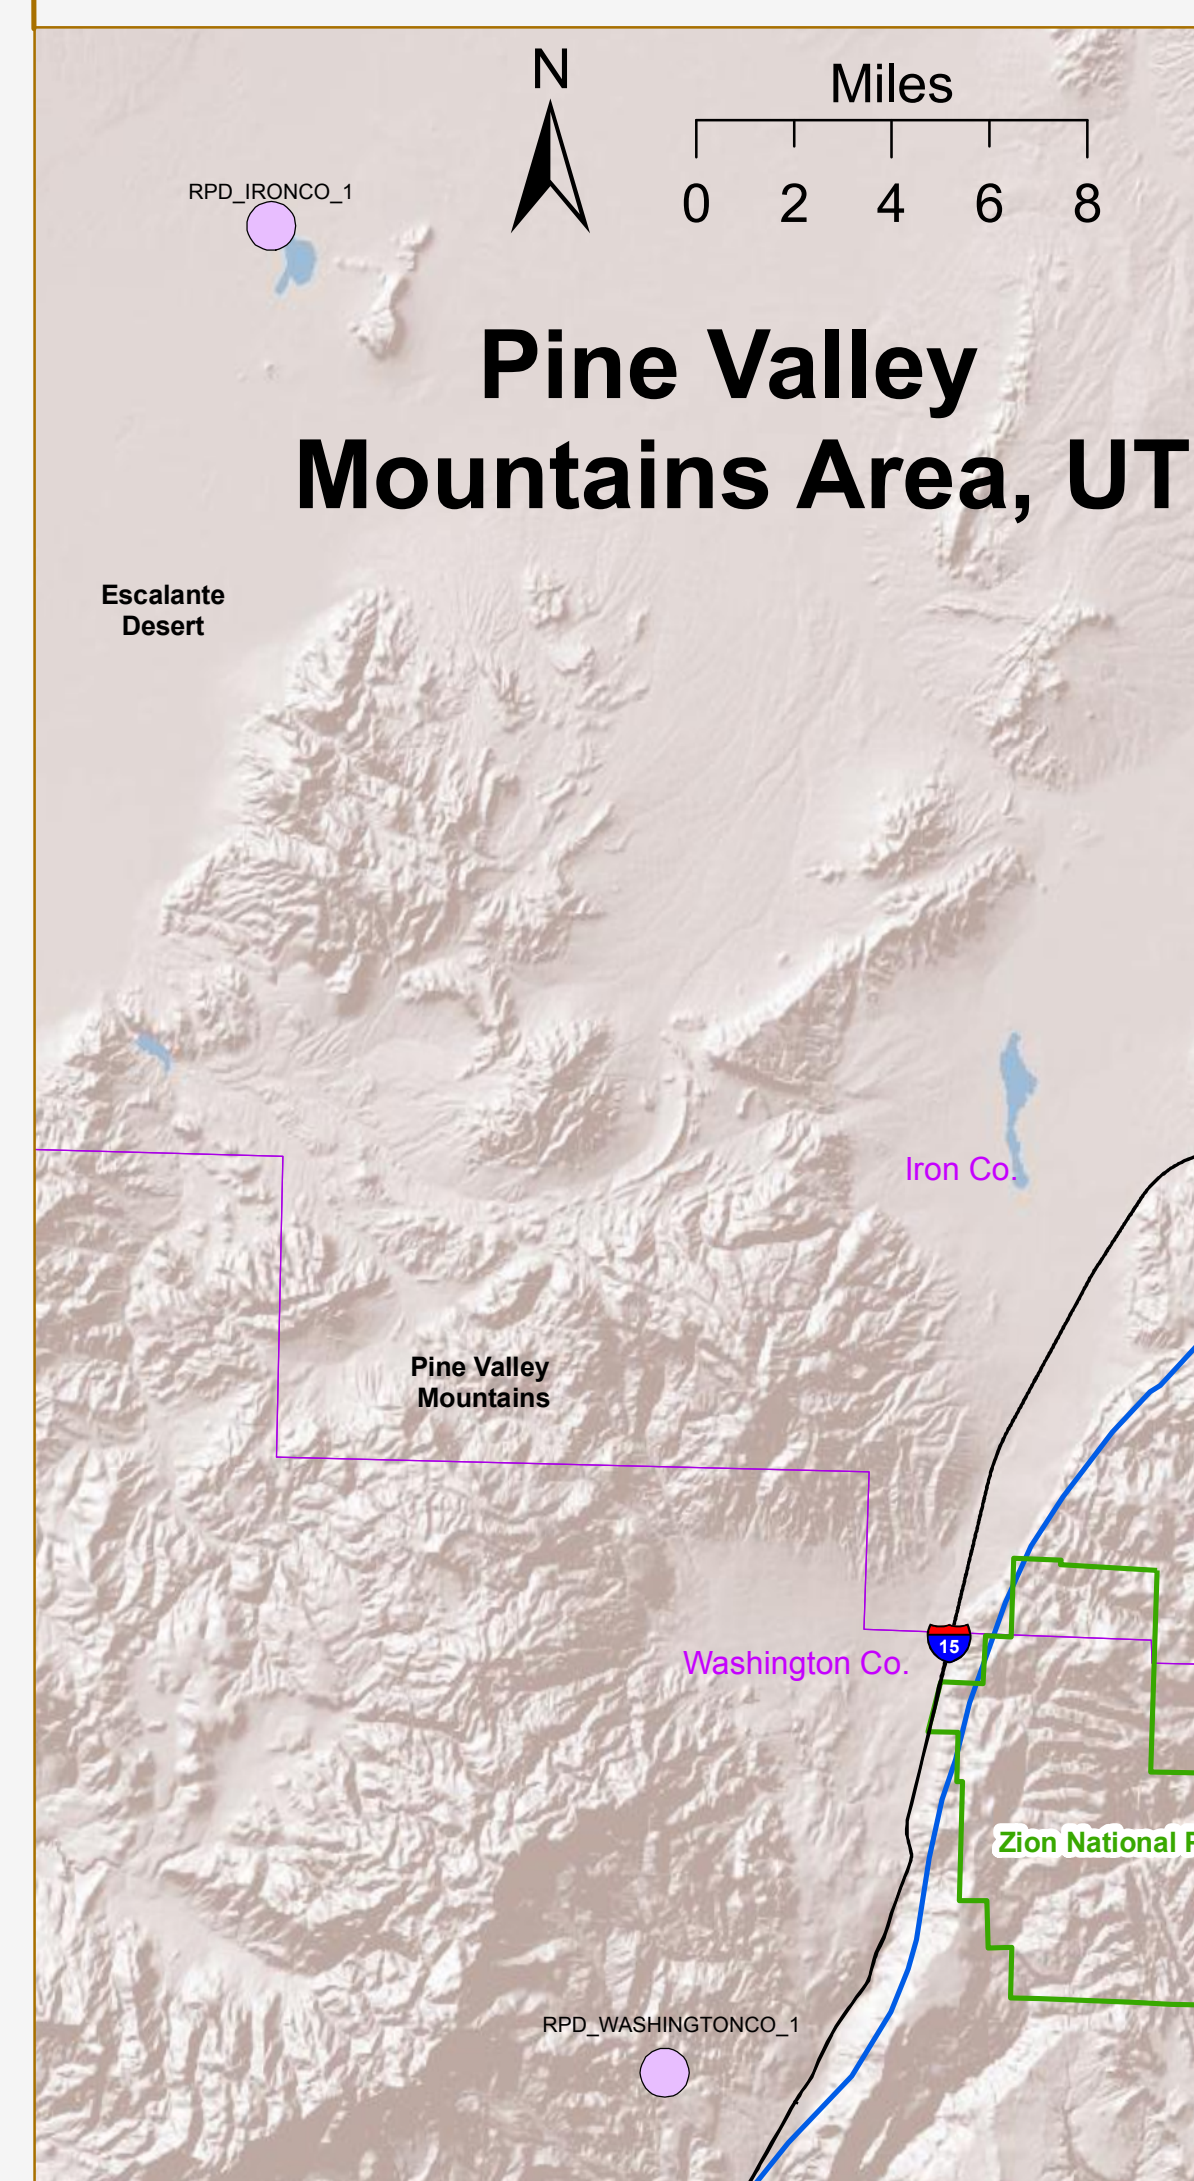 N
Miles
0 2 4 6 8
RPD_IRONCO_1
Pine Valley
Mountains Area, UT
Escalante
Desert
Iron Co.
Pine Valley
Mountains
15
Washington Co.
Zion National
RPD_WASHINGTONCO_1